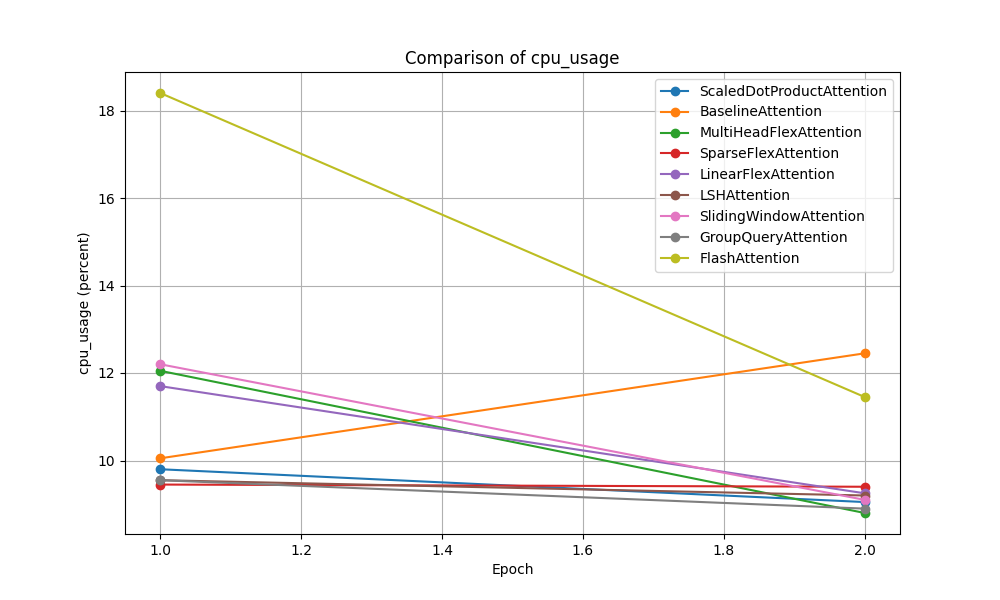 Comparison of cpu_usage
cpu_usage (percent)
18
16
14
12
10
ScaledDotProductAttention
BaselineAttention
MultiHeadFlexAttention
SparseFlexAttention
LinearFlexAttention
LSHAttention
SlidingWindowAttention
GroupQueryAttention
FlashAttention
1.0 1.2 1.4 1.6 1.8 2.0
Epoch